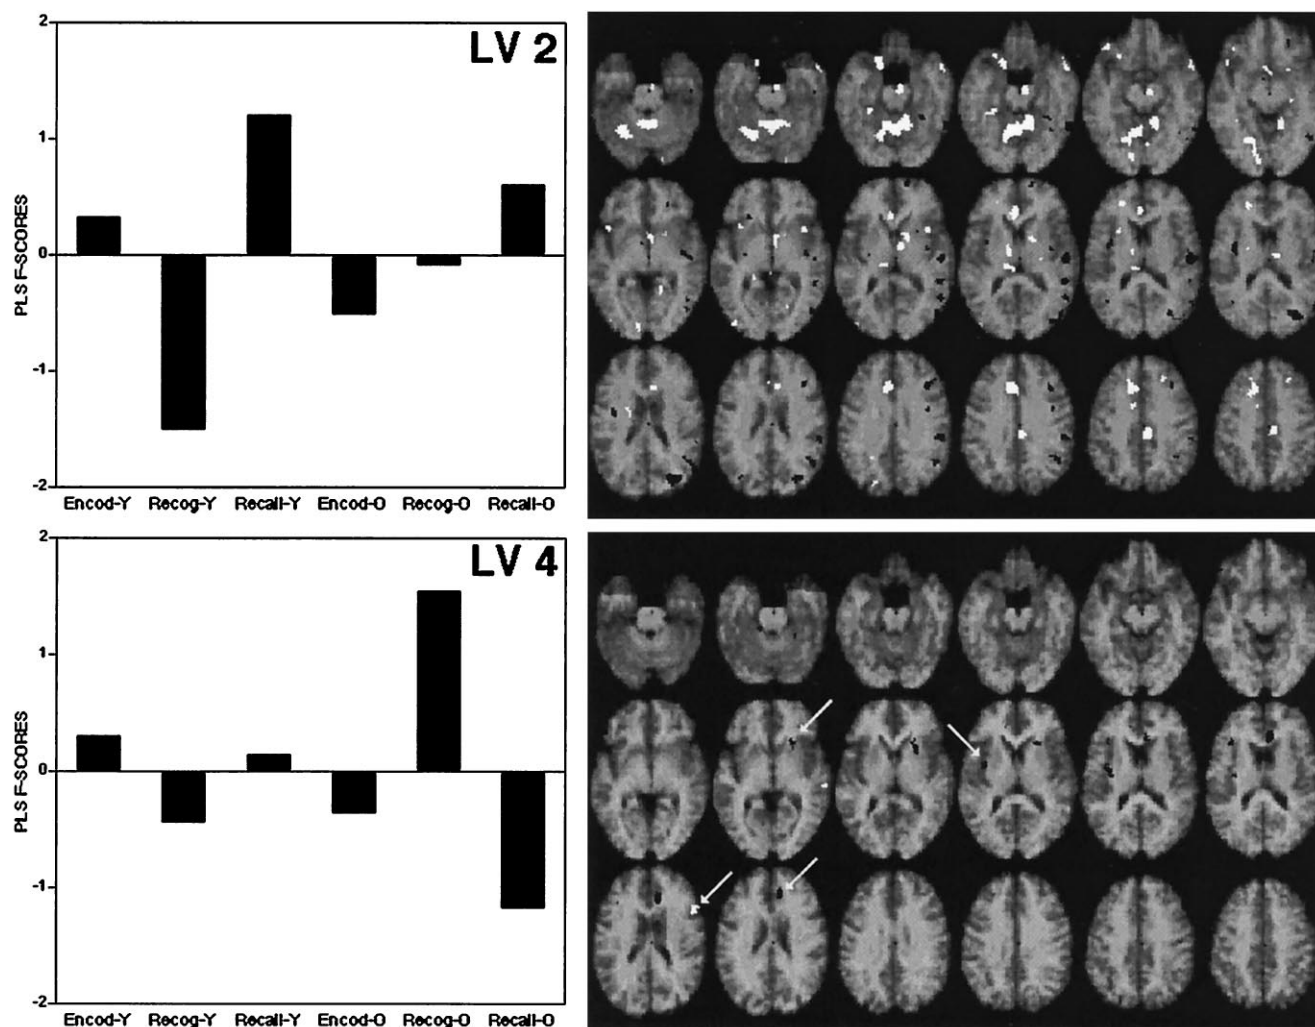 LV 2
PLS F-SCORES
2
1
0
-1
-2
Encod-Y Recog-Y Recall-Y Encod-O Recog-O Recall-O
LV 4
PLS F-SCORES
2
1
0
-1
-2
Encod-Y Recog-Y Recall-Y Encod-O Recog-O Recall-O